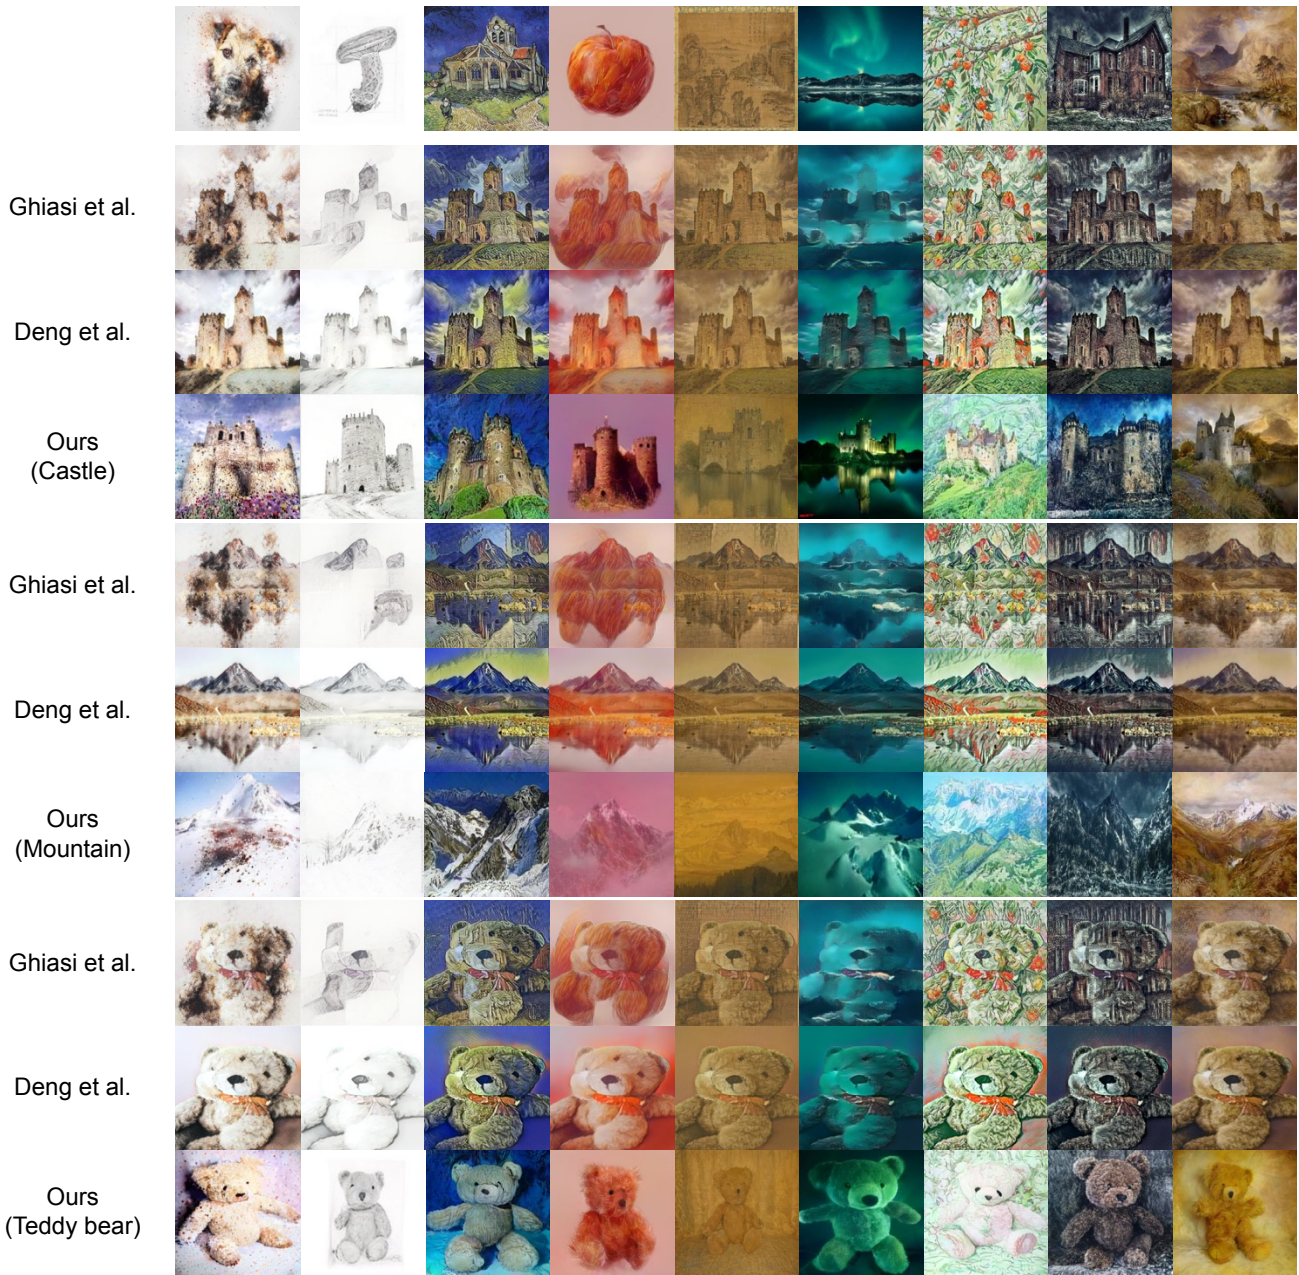 Ghiasi et al.
Deng et al.
Ours
(Castle)
Ghiasi et al.
Deng et al.
Ours
(Mountain)
Ghiasi et al.
Deng et al.
Ours
(Teddy bear)